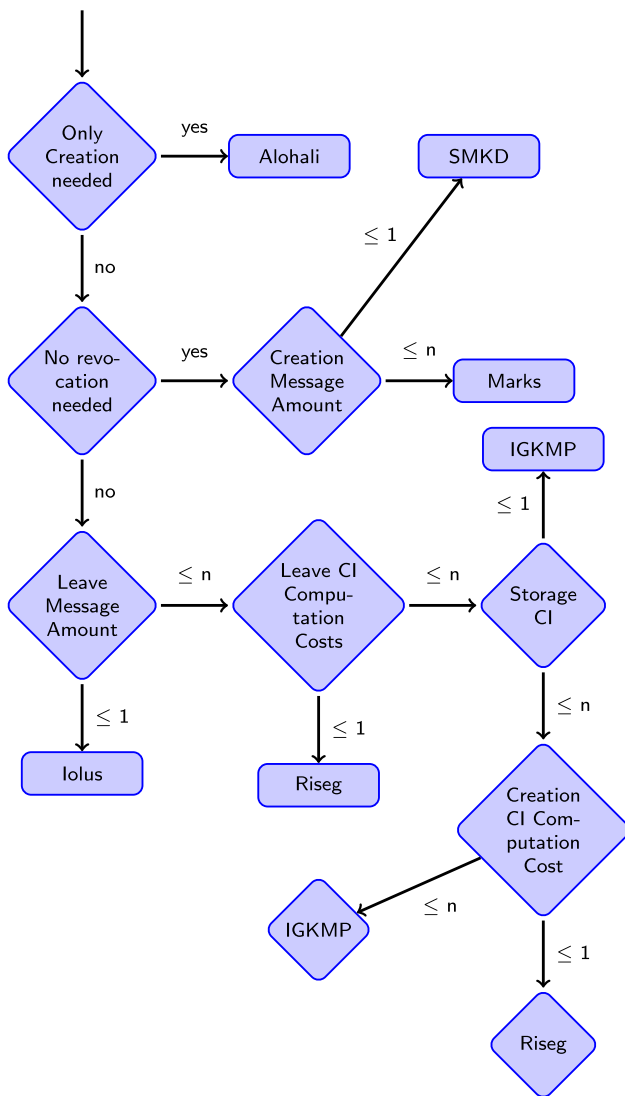 Only
Creation
needed
yes
Alohali
SMKD
≤ 1
no
No revo-
cation
needed
yes
Creation
Message
Amount
≤ n
Marks
IGKMP
≤ 1
no
Leave
Message
Amount
≤ n
Leave CI
Compu-
tation
Costs
≤ n
Storage
CI
≤ 1
Iolus
≤ 1
Riseg
≤ n
Creation
CI Com-
putation
Cost
≤ n
IGKMP
≤ 1
Riseg